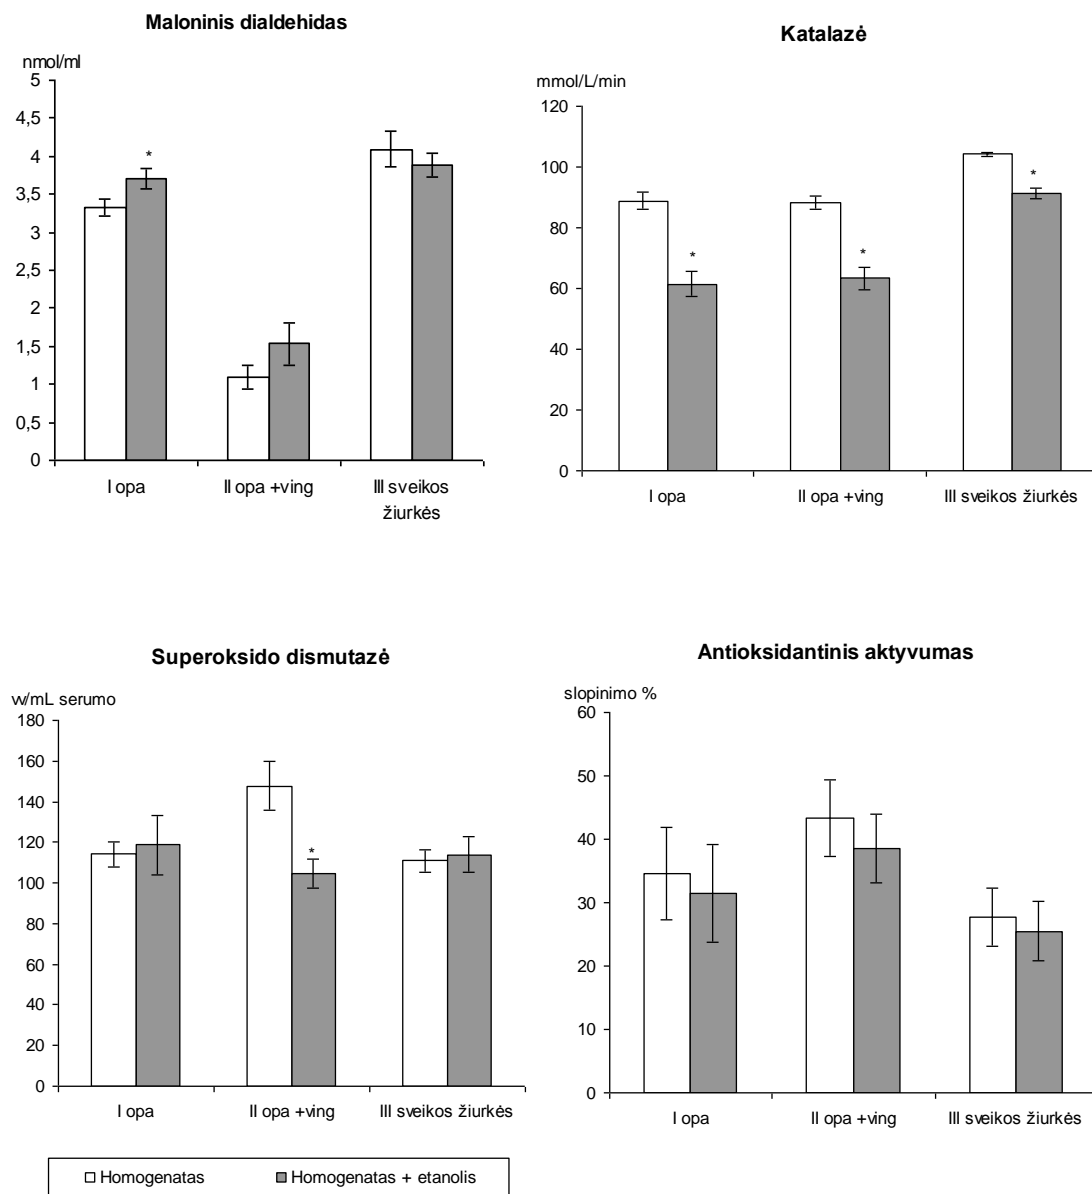 Maloninis dialdehidas
nmol/ml
5
4,5
4
3,5
3
2,5
2
1,5
1
0,5
0
*
I opa
II opa +ving
III sveikos
žiurkės
Katalazė
mmol/L/min
120
100
80
60
40
20
0
*
*
*
I opa
II opa +ving
III sveikos žiurkės
Superoksido dismutazė
w/mL serumo
180
160
140
120
100
80
60
40
20
0
*
I opa
II opa +ving
III sveikos žiurkės
Antioksidantinis aktyvumas
slopinimo %
60
50
40
30
20
10
0
I opa
II opa +ving
III sveikos žiurkės
Homogenatas
Homogenatas + etanolis